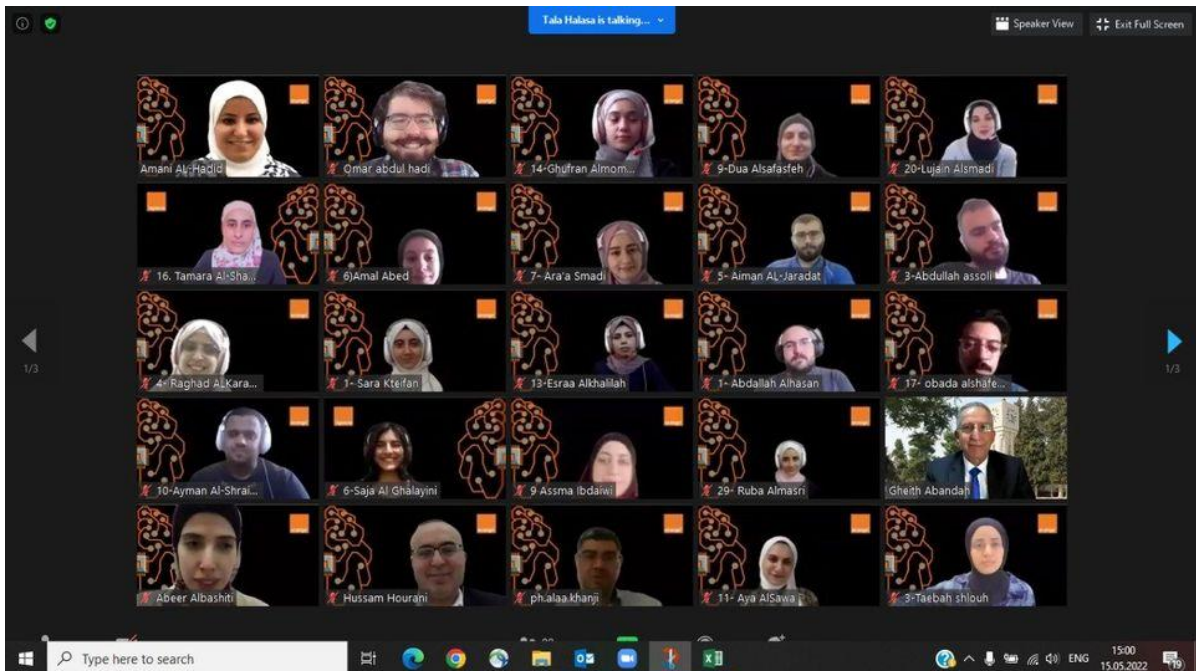 Tala Halasa is talking...
Speaker View
Exit Full Screen
Amani AL-Hadid
Omar abdul hadi
14-Ghufran Almom...
9-Dua Alsafasfeh
20-Lujain Alsmadi
16. Tamara Al-Sha...
6)Amal Abed
7- Ara'a Smadi
5- Aiman AL-Jaradat
3-Abdullah assoli
4- Raghad ALKara...
1- Sara Kteifan
13-Esraa Alkhalilah
1- Abdallah Alhasan
17- obada alshafe...
1/3
1/3
10-Ayman Al-Shrai...
6-Saja Al Ghalayini
9 Assma Ibdaiwi
29- Ruba Almasri
Gheith Abandah
Abeer Albashiti
Hussam Hourani
ph.alaa.khanji
11- Aya AlSawa
3-Taebah shlouh
Type here to search
ENG
15:00
15.05.2022
19